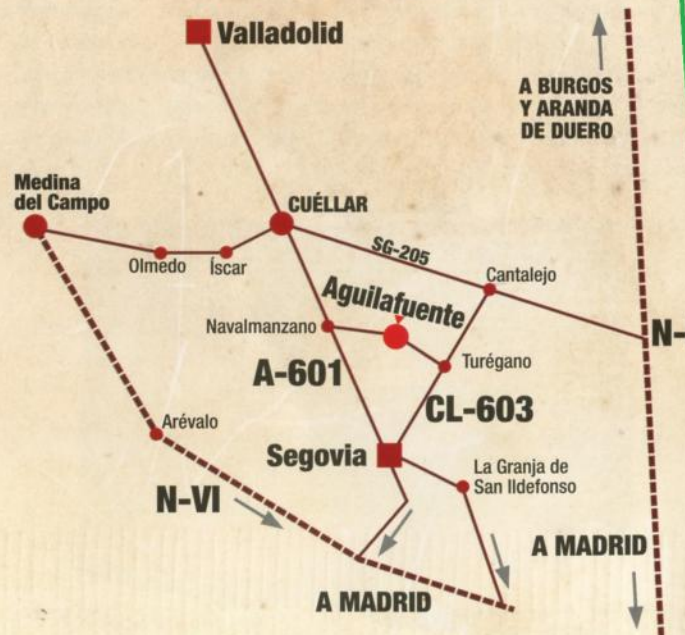 Valladolid
A BURGOS
Y ARANDA
DE DUERO
Medina
del Campo
CUÉLLAR
Olmedo
Íscar
SG-205
Cantalejo
Aguilafuente
Navalmanzano
N-
A-601
Turégano
CL-603
Arévalo
Segovia
La Granja de
San Ildefonso
N-VI
A MADRID
A MADRID